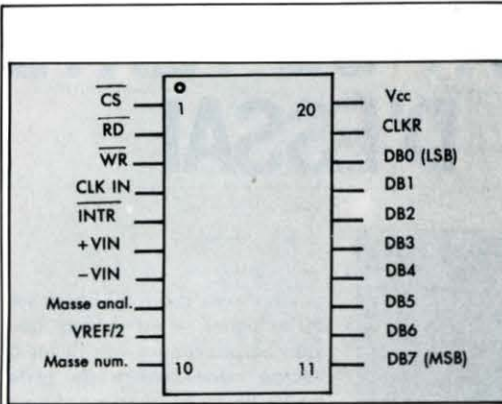 CS
RD
WR
CLK IN
INTR
+VIN
−VIN
Masse anal.
VREF/2
Masse num.
1
10
20
11
Vcc
CLKR
DB0 (LSB)
DB1
DB2
DB3
DB4
DB5
DB6
DB7 (MSB)